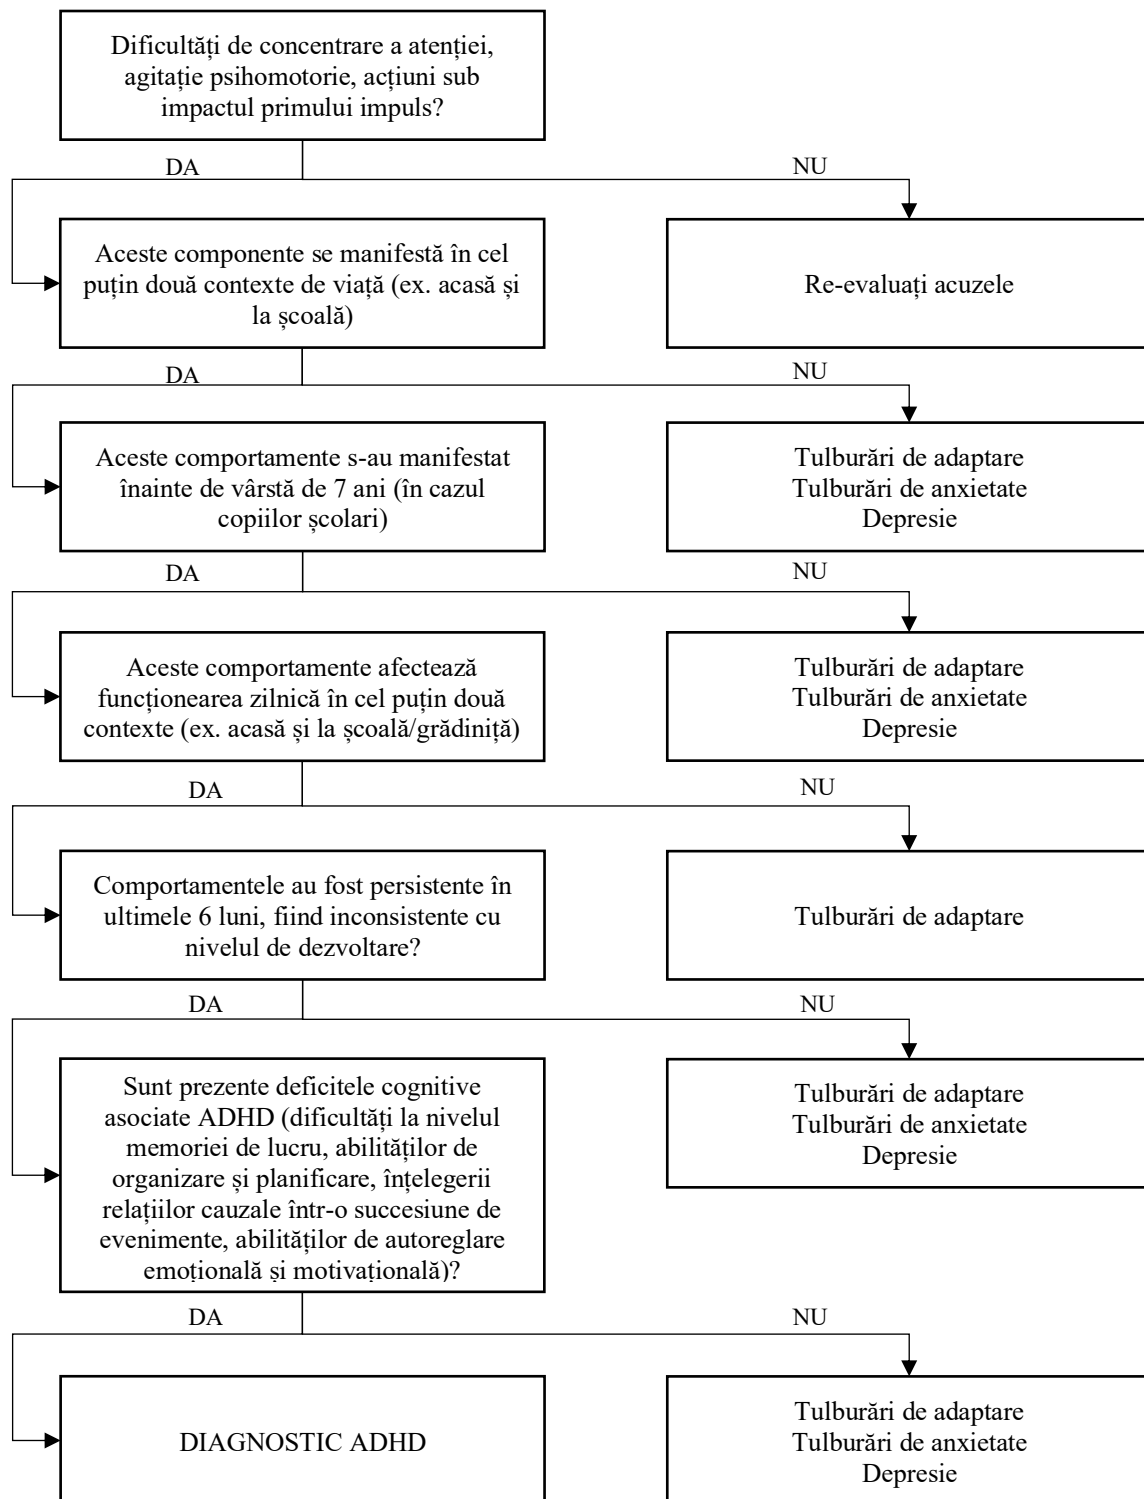 Dificultăți de concentrare a atenției,
agitație psihomotorie, acțiuni sub
impactul primului impuls?
DA
NU
Aceste componente se manifestă în cel
puțin două contexte de viață (ex. acasă și
la școală)
Re-evaluați acuzele
DA
NU
Aceste comportamente s-au manifestat
înainte de vârstă de 7 ani (în cazul
copiilor școlari)
Tulburări de adaptare
Tulburări de anxietate
Depresie
DA
NU
Aceste comportamente afectează
funcționearea zilnică în cel puțin două
contexte (ex. acasă și la școală/grădiniță)
Tulburări de adaptare
Tulburări de anxietate
Depresie
DA
NU
Comportamentele au fost persistente în
ultimele 6 luni, fiind inconsistente cu
nivelul de dezvoltare?
Tulburări de adaptare
DA
NU
Sunt prezente deficitele cognitive
asociate ADHD (dificultăți la nivelul
memoriei de lucru, abilităților de
organizare și planificare, înțelegerii
relațiilor cauzale într-o succesiune de
evenimente, abilităților de autoreglare
emoțională și motivațională)?
Tulburări de adaptare
Tulburări de anxietate
Depresie
DA
NU
DIAGNOSTIC ADHD
Tulburări de adaptare
Tulburări de anxietate
Depresie